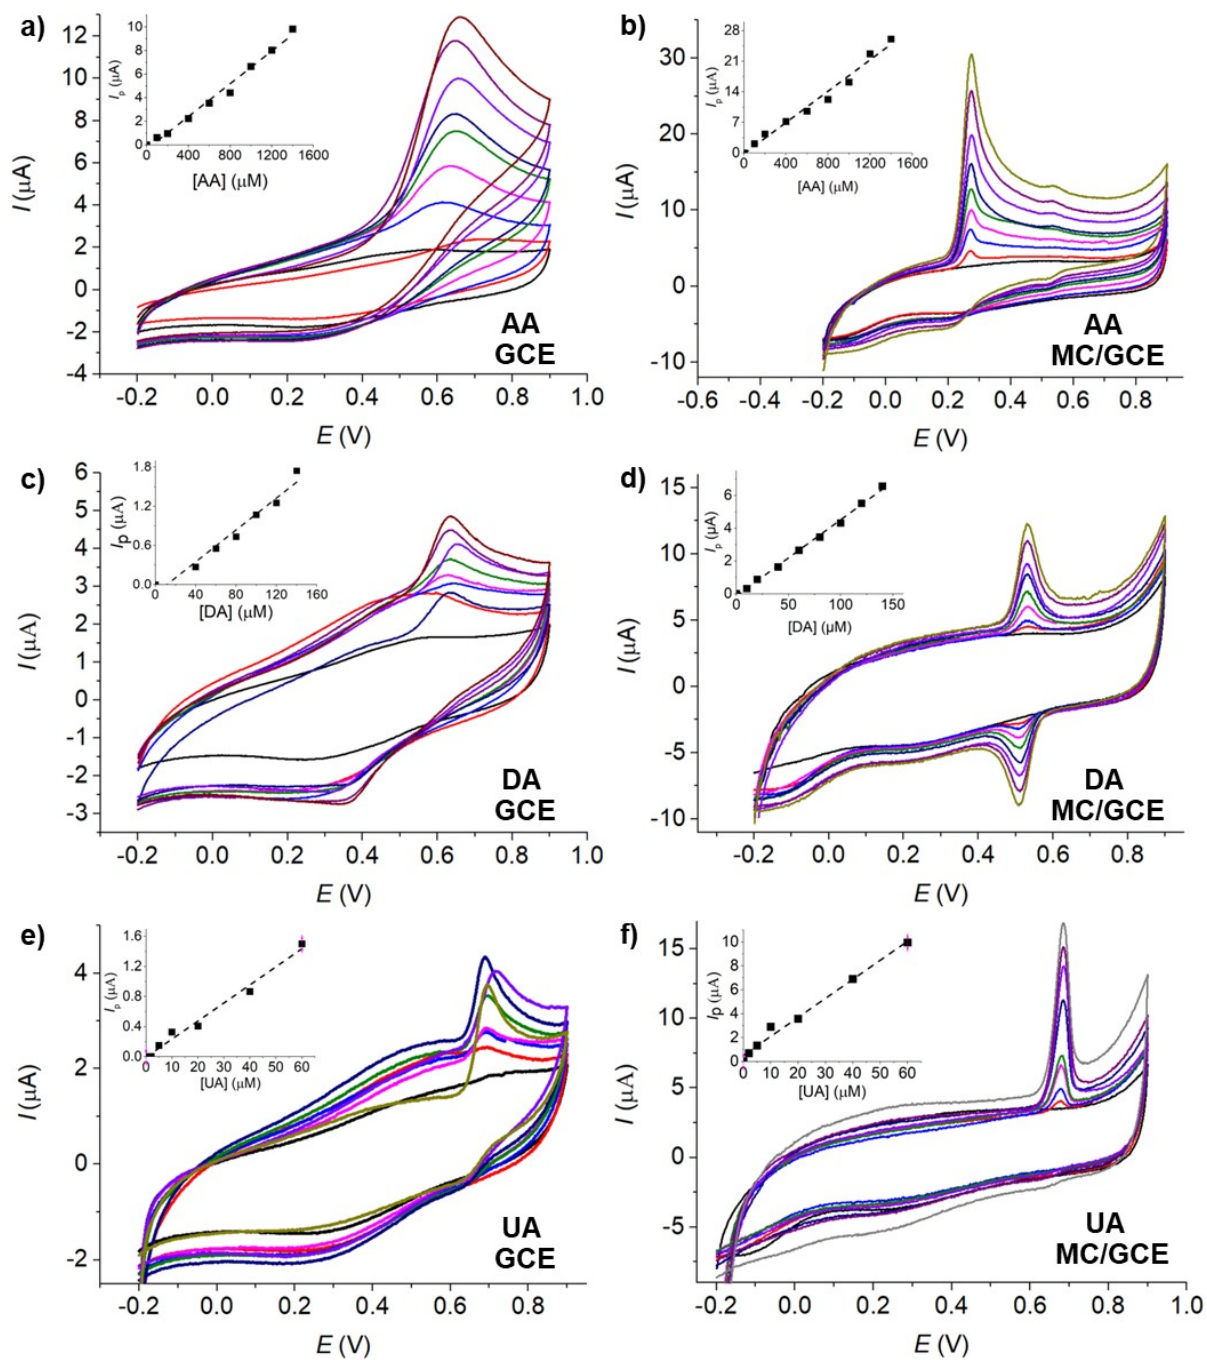 a)
10
8
6
4
2
0
I_p (µA)
0 400 800 1200 1600
[AA] (µM)
12
10
8
6
4
2
0
-2
-4
I (µA)
AA
GCE
-0.2 0.0 0.2 0.4 0.6 0.8 1.0
E (V)
b)
28
21
14
7
0
I_p (µA)
0 400 800 1200 1600
[AA] (µM)
30
20
10
0
-10
I (µA)
AA
MC/GCE
-0.6 -0.4 -0.2 0.0 0.2 0.4 0.6 0.8
E (V)
c)
1.8
1.2
0.6
0.0
Ip (µA)
0 40 80 120 160
[DA] (µM)
6
5
4
3
2
1
0
-1
-2
-3
I (µA)
DA
GCE
-0.2 0.0 0.2 0.4 0.6 0.8 1.0
E (V)
d)
6
4
2
0
I_p (µA)
0 50 100 150
[DA] (µM)
15
10
5
0
-5
-10
I (µA)
DA
MC/GCE
-0.2 0.0 0.2 0.4 0.6 0.8
E (V)
e)
1.6
1.2
0.8
0.4
0.0
I_p (µA)
0 10 20 30 40 50 60
[UA] (µM)
4
2
0
-2
I (µA)
UA
GCE
-0.2 0.0 0.2 0.4 0.6 0.8
E (V)
f)
10
8
6
4
2
0
Ip (µA)
0 10 20 30 40 50 60
[UA] (µM)
15
10
5
0
-5
I (µA)
UA
MC/GCE
-0.2 0.0 0.2 0.4 0.6 0.8 1.0
E (V)